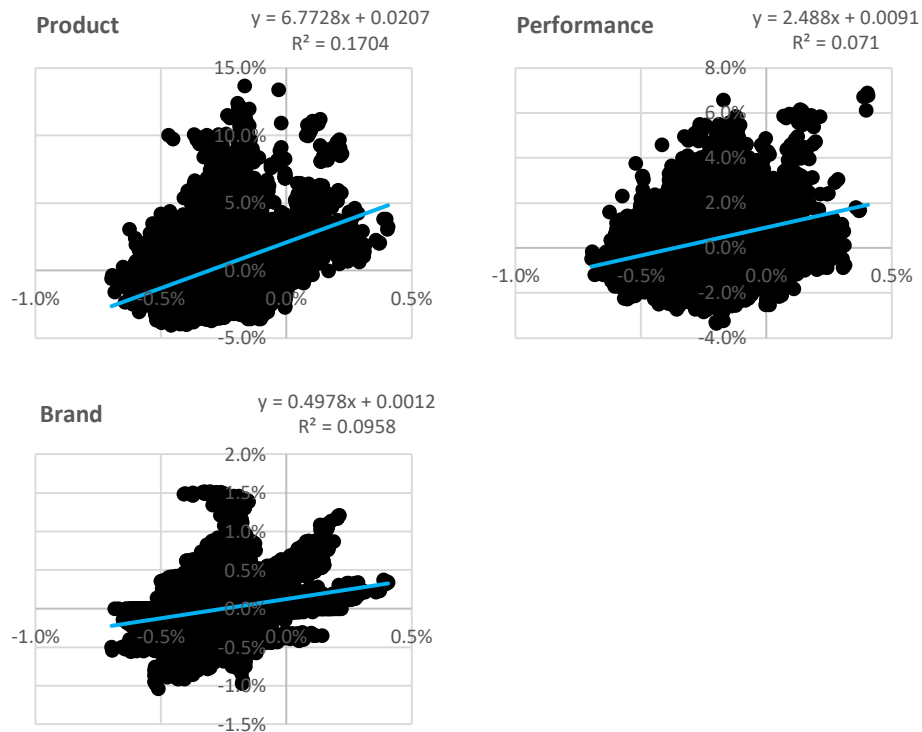 Product
y = 6.7728x + 0.0207
R² = 0.1704
15.0%
10.0%
5.0%
0.0%
-1.0% -0.5% 0.0% 0.5%
-5.0%
Performance
y = 2.488x + 0.0091
R² = 0.071
8.0%
6.0%
4.0%
2.0%
0.0%
-1.0% -0.5% 0.0% 0.5%
-2.0%
-4.0%
Brand
y = 0.4978x + 0.0012
R² = 0.0958
2.0%
1.5%
1.0%
0.5%
0.0%
-1.0% -0.5% 0.0% 0.5%
-0.5%
-1.0%
-1.5%